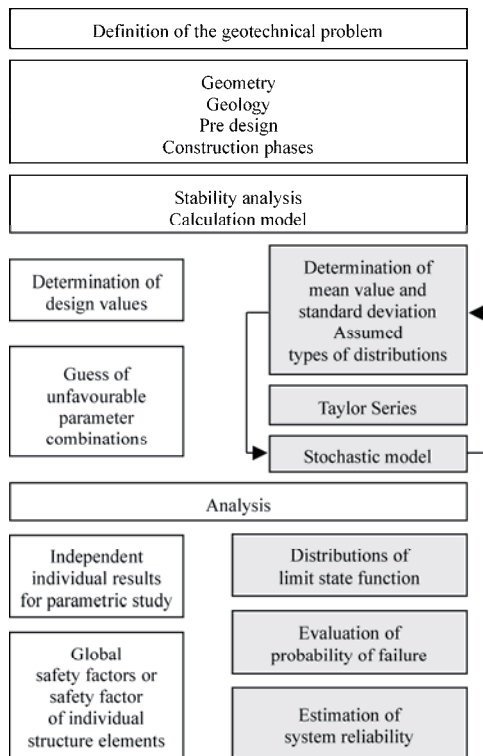 Definition of the geotechnical problem
Geometry
Geology
Pre design
Construction phases
Stability analysis
Calculation model
Determination of
design values
Guess of
unfavourable
parameter
combinations
Determination of
mean value and
standard deviation
Assumed
types of distributions
Taylor Series
Stochastic model
Analysis
Independent
individual results
for parametric study
Global
safety factors or
safety factor
of individual
structure elements
Distributions of
limit state function
Evaluation of
probability of failure
Estimation of
system reliability